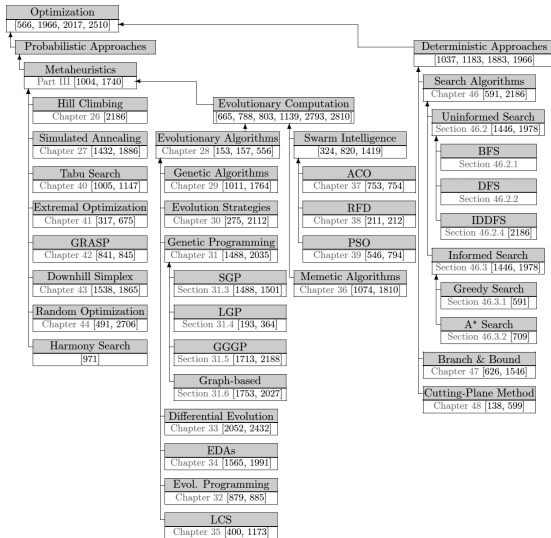 Optimization
[566, 1966, 2017, 2510]
Probabilistic Approaches
Metaheuristics
Part III [1004, 1740]
Hill Climbing
Chapter 26 [2186]
Simulated Annealing
Chapter 27 [1432, 1886]
Tabu Search
Chapter 40 [1005, 1147]
Extremal Optimization
Chapter 41 [317, 675]
GRASP
Chapter 42 [841, 845]
Downhill Simplex
Chapter 43 [1538, 1865]
Random Optimization
Chapter 44 [491, 2706]
Harmony Search
[971]
Evolutionary Computation
[665, 788, 803, 1139, 2793, 2810]
Evolutionary Algorithms
Chapter 28 [153, 157, 556]
Genetic Algorithms
Chapter 29 [1011, 1764]
Evolution Strategies
Chapter 30 [275, 2112]
Genetic Programming
Chapter 31 [1488, 2035]
SGP
Section 31.3 [1488, 1501]
LGP
Section 31.4 [193, 364]
GGGP
Section 31.5 [1713, 2188]
Graph-based
Section 31.6 [1753, 2027]
Differential Evolution
Chapter 33 [2052, 2432]
EDAs
Chapter 34 [1565, 1991]
Evol. Programming
Chapter 32 [879, 885]
LCS
Chapter 35 [400, 1173]
Swarm Intelligence
[324, 820, 1419]
ACO
Chapter 37 [753, 754]
RFD
Chapter 38 [211, 212]
PSO
Chapter 39 [546, 794]
Memetic Algorithms
Chapter 36 [1074, 1810]
Deterministic Approaches
[1037, 1183, 1883, 1966]
Search Algorithms
Chapter 46 [591, 2186]
Uninformed Search
Section 46.2 [1446, 1978]
BFS
Section 46.2.1
DFS
Section 46.2.2
IDDFS
Section 46.2.4 [2186]
Informed Search
Section 46.3 [1446, 1978]
Greedy Search
Section 46.3.1 [591]
A⋆ Search
Section 46.3.2 [709]
Branch & Bound
Chapter 47 [626, 1546]
Cutting-Plane Method
Chapter 48 [138, 599]